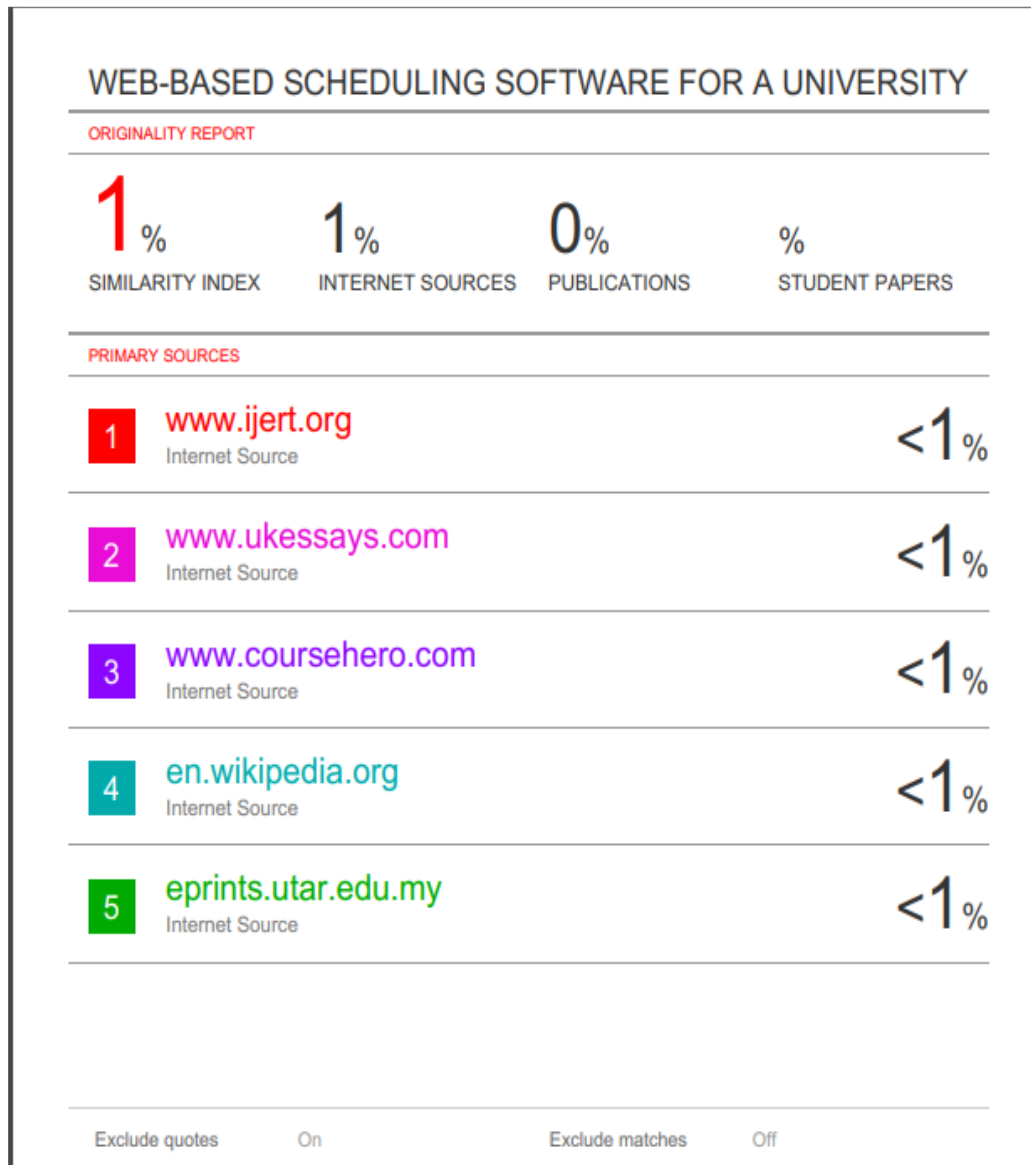 WEB-BASED SCHEDULING SOFTWARE FOR A UNIVERSITY
ORIGINALITY REPORT
1% 1% 0% %
SIMILARITY INDEX INTERNET SOURCES PUBLICATIONS STUDENT PAPERS
PRIMARY SOURCES
1 www.ijert.org <1%
Internet Source
2 www.ukessays.com <1%
Internet Source
3 www.coursehero.com <1%
Internet Source
4 en.wikipedia.org <1%
Internet Source
5 eprints.utar.edu.my <1%
Internet Source
Exclude quotes On Exclude matches Off